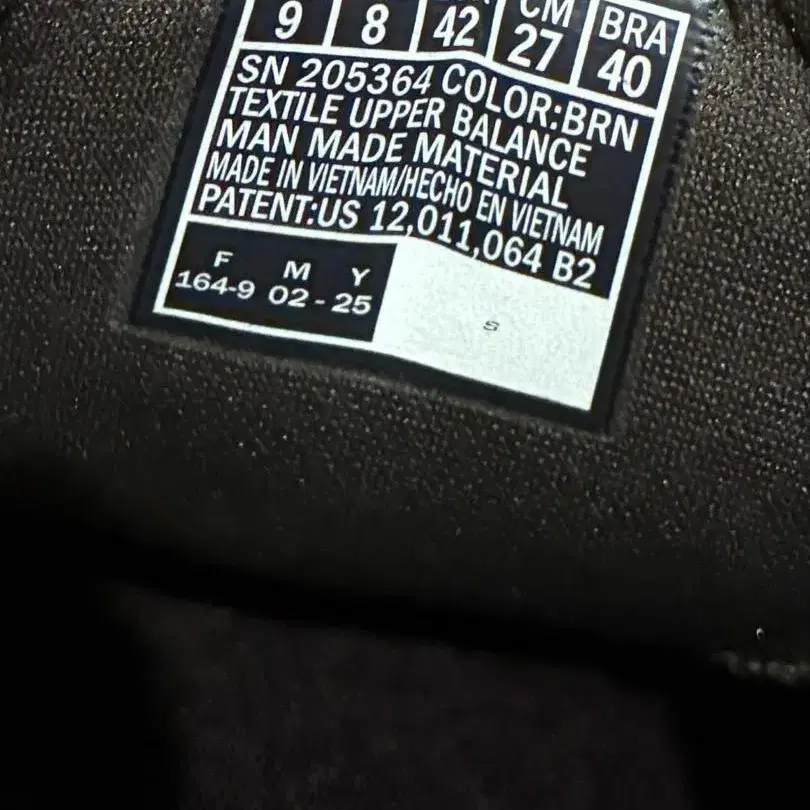 CM BRA
9 8 42 27 40
SN 205364 COLOR:BRN
TEXTILE UPPER BALANCE
MAN MADE MATERIAL
MADE IN VIETNAM/HECHO EN VIETNAM
PATENT:US 12,011,064 B2
F M Y
164-9 02 - 25
S